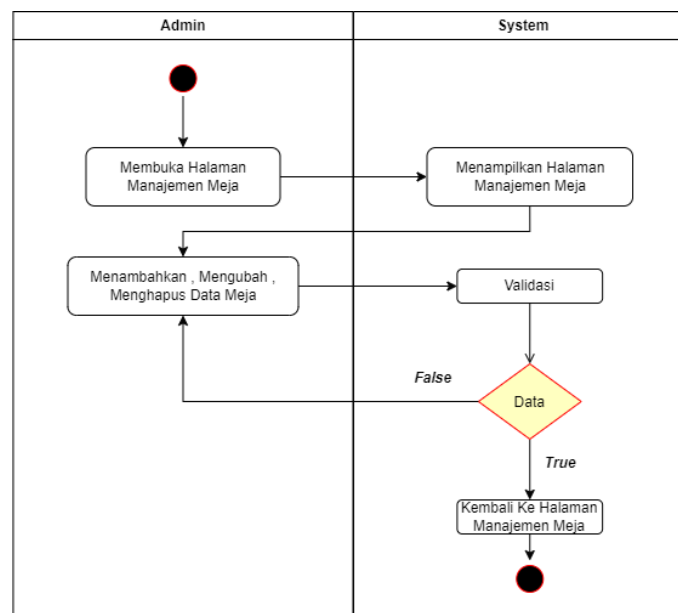 Admin
System
Membuka Halaman
Manajemen Meja
Menampilkan Halaman
Manajemen Meja
Menambahkan , Mengubah ,
Menghapus Data Meja
Validasi
False
Data
True
Kembali Ke Halaman
Manajemen Meja